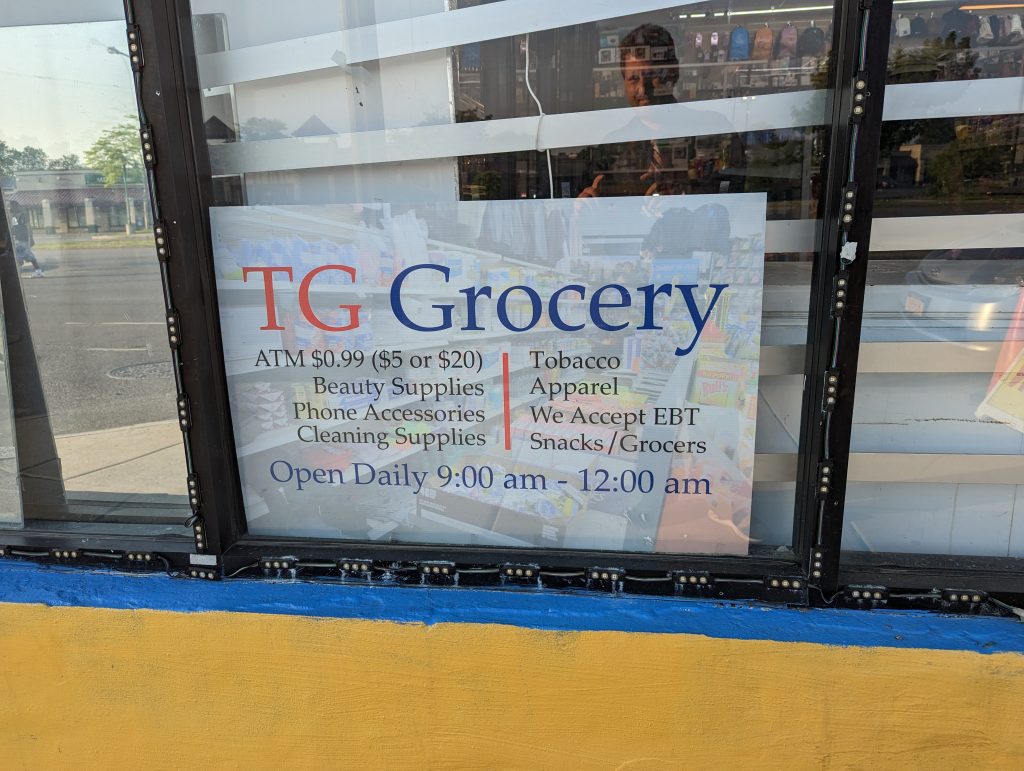 TG Grocery
ATM $0.99 ($5 or $20)
Beauty Supplies
Phone Accessories
Cleaning Supplies
Tobacco
Apparel
We Accept EBT
Snacks/Grocers
Open Daily 9:00 am - 12:00 am